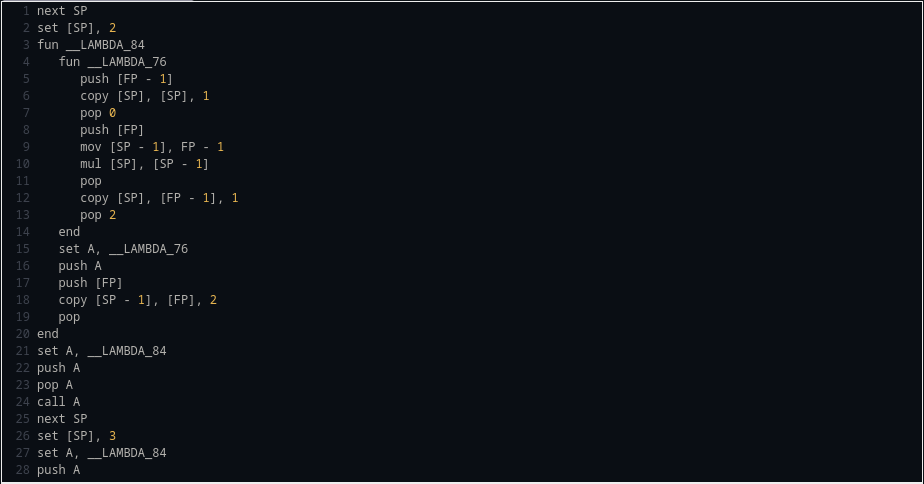 1 next SP
2 set [SP], 2
3 fun __LAMBDA_84
4 fun __LAMBDA_76
5 push [FP - 1]
6 copy [SP], [SP], 1
7 pop 0
8 push [FP]
9 mov [SP - 1], FP - 1
10 mul [SP], [SP - 1]
11 pop
12 copy [SP], [FP - 1], 1
13 pop 2
14 end
15 set A, __LAMBDA_76
16 push A
17 push [FP]
18 copy [SP - 1], [FP], 2
19 pop
20 end
21 set A, __LAMBDA_84
22 push A
23 pop A
24 call A
25 next SP
26 set [SP], 3
27 set A, __LAMBDA_84
28 push A